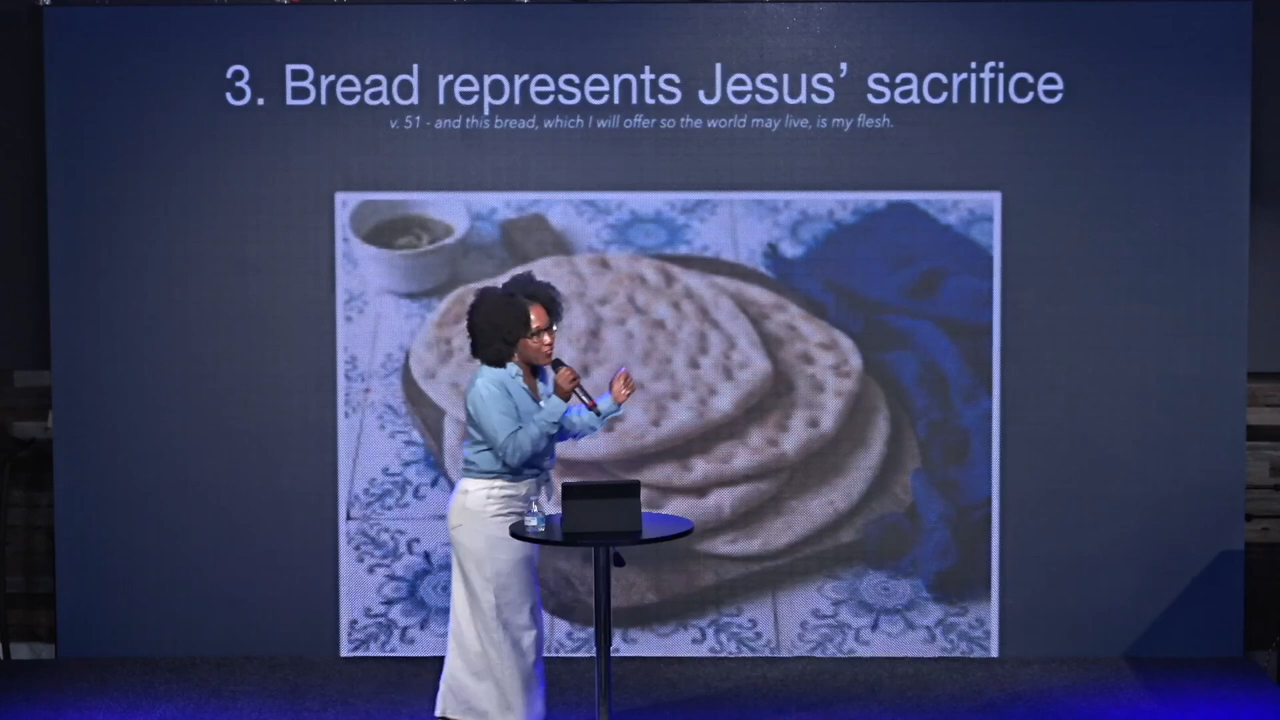 3. Bread represents Jesus’ sacrifice
v. 51 - and this bread, which I will offer so the world may live, is my flesh.